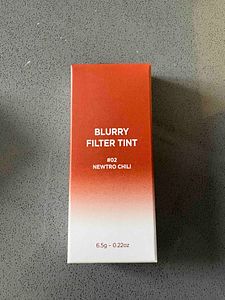 BLURRY
FILTER TINT
#02
NEWTRO CHILI
6.5g - 0.22oz